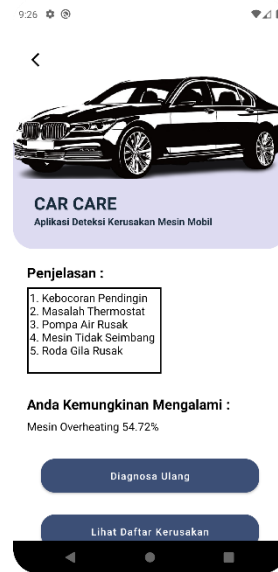 9:26
CAR CARE
Aplikasi Deteksi Kerusakan Mesin Mobil
Penjelasan :
1. Kebocoran Pendingin
2. Masalah Thermostat
3. Pompa Air Rusak
4. Mesin Tidak Seimbang
5. Roda Gila Rusak
Anda Kemungkinan Mengalami :
Mesin Overheating 54.72%
Diagnosa Ulang
Lihat Daftar Kerusakan